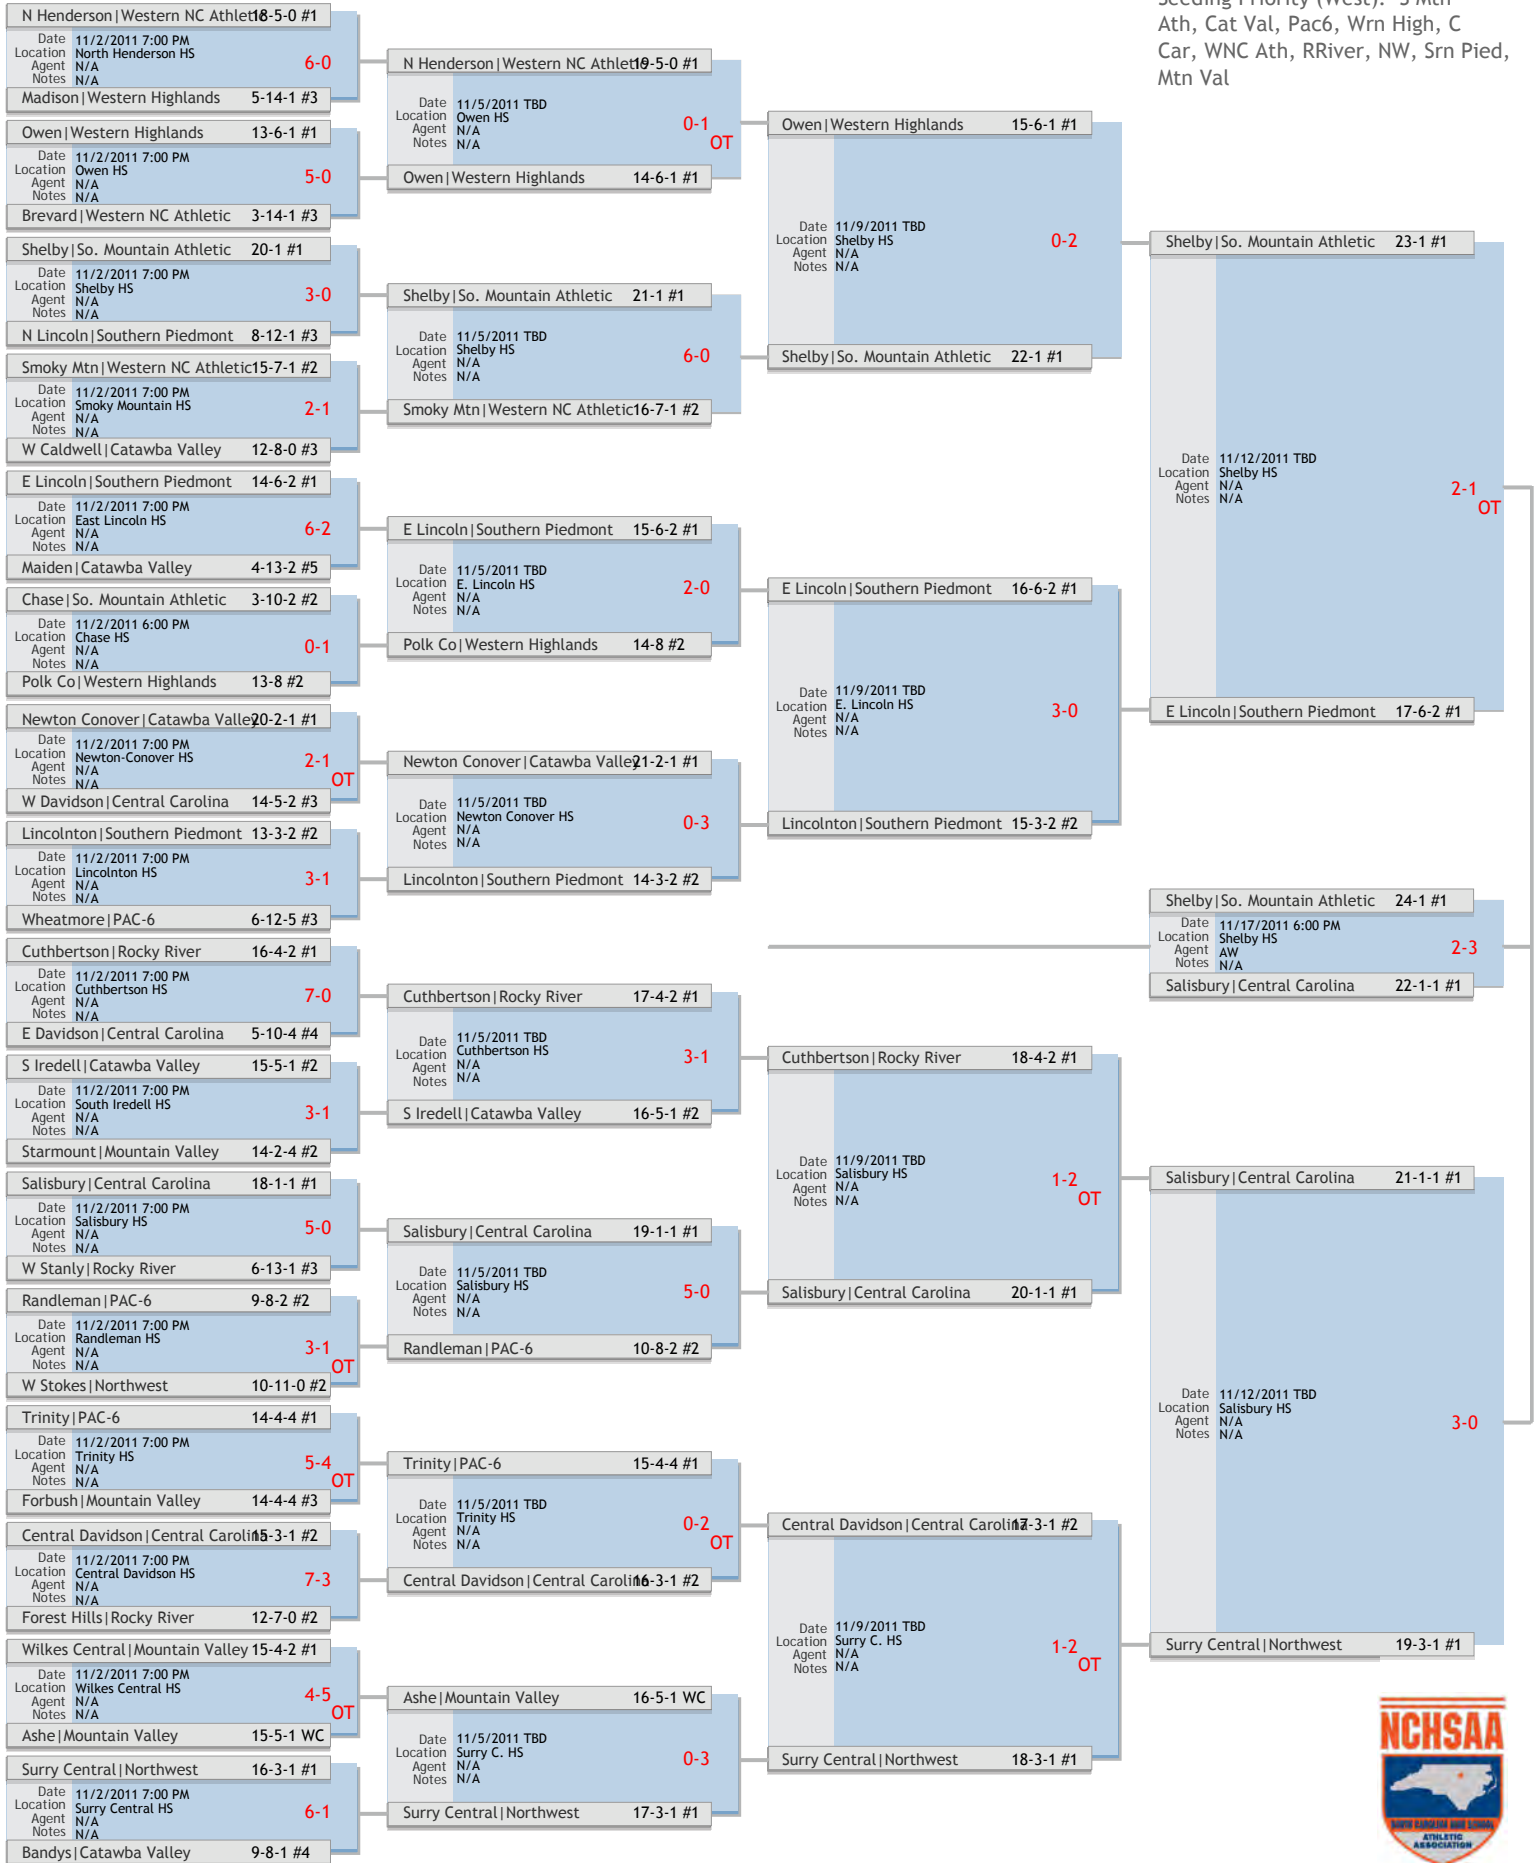 Seeding Priority (West): S Mtn
Ath, Cat Val, Pac6, Wrn High, C
Car, WNC Ath, RRiver, NW, Srn Pied,
Mtn Val
N Henderson|Western NC Athletic 18-5-0 #1
Date 11/2/2011 7:00 PM
Location North Henderson HS
Agent N/A
Notes N/A
6-0
Madison|Western Highlands 5-14-1 #3
Owen|Western Highlands 13-6-1 #1
Date 11/2/2011 7:00 PM
Location Owen HS
Agent N/A
Notes N/A
5-0
Brevard|Western NC Athletic 3-14-1 #3
Shelby|So. Mountain Athletic 20-1 #1
Date 11/2/2011 7:00 PM
Location Shelby HS
Agent N/A
Notes N/A
3-0
N Lincoln|Southern Piedmont 8-12-1 #3
Smoky Mtn|Western NC Athletic 15-7-1 #2
Date 11/2/2011 7:00 PM
Location Smoky Mountain HS
Agent N/A
Notes N/A
2-1
W Caldwell|Catawba Valley 12-8-0 #3
E Lincoln|Southern Piedmont 14-6-2 #1
Date 11/2/2011 7:00 PM
Location East Lincoln HS
Agent N/A
Notes N/A
6-2
Maiden|Catawba Valley 4-13-2 #5
Chase|So. Mountain Athletic 3-10-2 #2
Date 11/2/2011 6:00 PM
Location Chase HS
Agent N/A
Notes N/A
0-1
Polk Co|Western Highlands 13-8 #2
Newton Conover|Catawba Valley 20-2-1 #1
Date 11/2/2011 7:00 PM
Location Newton-Conover HS
Agent N/A
Notes N/A
2-1
OT
W Davidson|Central Carolina 14-5-2 #3
Lincolnton|Southern Piedmont 13-3-2 #2
Date 11/2/2011 7:00 PM
Location Lincolnton HS
Agent N/A
Notes N/A
3-1
Wheatmore|PAC-6 6-12-5 #3
Cuthbertson|Rocky River 16-4-2 #1
Date 11/2/2011 7:00 PM
Location Cuthbertson HS
Agent N/A
Notes N/A
7-0
E Davidson|Central Carolina 5-10-4 #4
S Iredell|Catawba Valley 15-5-1 #2
Date 11/2/2011 7:00 PM
Location South Iredell HS
Agent N/A
Notes N/A
3-1
Starmount|Mountain Valley 14-2-4 #2
Salisbury|Central Carolina 18-1-1 #1
Date 11/2/2011 7:00 PM
Location Salisbury HS
Agent N/A
Notes N/A
5-0
W Stanly|Rocky River 6-13-1 #3
Randleman|PAC-6 9-8-2 #2
Date 11/2/2011 7:00 PM
Location Randleman HS
Agent N/A
Notes N/A
3-1
OT
W Stokes|Northwest 10-11-0 #2
Trinity|PAC-6 14-4-4 #1
Date 11/2/2011 7:00 PM
Location Trinity HS
Agent N/A
Notes N/A
5-4
OT
Forbush|Mountain Valley 14-4-4 #3
Central Davidson|Central Carolina 15-3-1 #2
Date 11/2/2011 7:00 PM
Location Central Davidson HS
Agent N/A
Notes N/A
7-3
Forest Hills|Rocky River 12-7-0 #2
Wilkes Central|Mountain Valley 15-4-2 #1
Date 11/2/2011 7:00 PM
Location Wilkes Central HS
Agent N/A
Notes N/A
4-5
OT
Ashe|Mountain Valley 15-5-1 WC
Surry Central|Northwest 16-3-1 #1
Date 11/2/2011 7:00 PM
Location Surry Central HS
Agent N/A
Notes N/A
6-1
Bandys|Catawba Valley 9-8-1 #4
N Henderson|Western NC Athletic 19-5-0 #1
Date 11/5/2011 TBD
Location Owen HS
Agent N/A
Notes N/A
0-1
OT
Owen|Western Highlands 14-6-1 #1
Shelby|So. Mountain Athletic 21-1 #1
Date 11/5/2011 TBD
Location Shelby HS
Agent N/A
Notes N/A
6-0
Smoky Mtn|Western NC Athletic 16-7-1 #2
E Lincoln|Southern Piedmont 15-6-2 #1
Date 11/5/2011 TBD
Location E. Lincoln HS
Agent N/A
Notes N/A
2-0
Polk Co|Western Highlands 14-8 #2
Newton Conover|Catawba Valley 21-2-1 #1
Date 11/5/2011 TBD
Location Newton Conover HS
Agent N/A
Notes N/A
0-3
Lincolnton|Southern Piedmont 14-3-2 #2
Cuthbertson|Rocky River 17-4-2 #1
Date 11/5/2011 TBD
Location Cuthbertson HS
Agent N/A
Notes N/A
3-1
S Iredell|Catawba Valley 16-5-1 #2
Salisbury|Central Carolina 19-1-1 #1
Date 11/5/2011 TBD
Location Salisbury HS
Agent N/A
Notes N/A
5-0
Randleman|PAC-6 10-8-2 #2
Trinity|PAC-6 15-4-4 #1
Date 11/5/2011 TBD
Location Trinity HS
Agent N/A
Notes N/A
0-2
OT
Central Davidson|Central Carolina 16-3-1 #2
Ashe|Mountain Valley 16-5-1 WC
Date 11/5/2011 TBD
Location Surry C. HS
Agent N/A
Notes N/A
0-3
Surry Central|Northwest 17-3-1 #1
Owen|Western Highlands 15-6-1 #1
Date 11/9/2011 TBD
Location Shelby HS
Agent N/A
Notes N/A
0-2
Shelby|So. Mountain Athletic 22-1 #1
E Lincoln|Southern Piedmont 16-6-2 #1
Date 11/9/2011 TBD
Location E. Lincoln HS
Agent N/A
Notes N/A
3-0
Lincolnton|Southern Piedmont 15-3-2 #2
Cuthbertson|Rocky River 18-4-2 #1
Date 11/9/2011 TBD
Location Salisbury HS
Agent N/A
Notes N/A
1-2
OT
Salisbury|Central Carolina 20-1-1 #1
Central Davidson|Central Carolina 17-3-1 #2
Date 11/9/2011 TBD
Location Surry C. HS
Agent N/A
Notes N/A
1-2
OT
Surry Central|Northwest 18-3-1 #1
Shelby|So. Mountain Athletic 23-1 #1
Date 11/12/2011 TBD
Location Shelby HS
Agent N/A
Notes N/A
2-1
OT
E Lincoln|Southern Piedmont 17-6-2 #1
Shelby|So. Mountain Athletic 24-1 #1
Date 11/17/2011 6:00 PM
Location Shelby HS
Agent AW
Notes N/A
2-3
Salisbury|Central Carolina 22-1-1 #1
Salisbury|Central Carolina 21-1-1 #1
Date 11/12/2011 TBD
Location Salisbury HS
Agent N/A
Notes N/A
3-0
Surry Central|Northwest 19-3-1 #1
NCHSAA
NORTH CAROLINA HIGH SCHOOL
ATHLETIC
ASSOCIATION